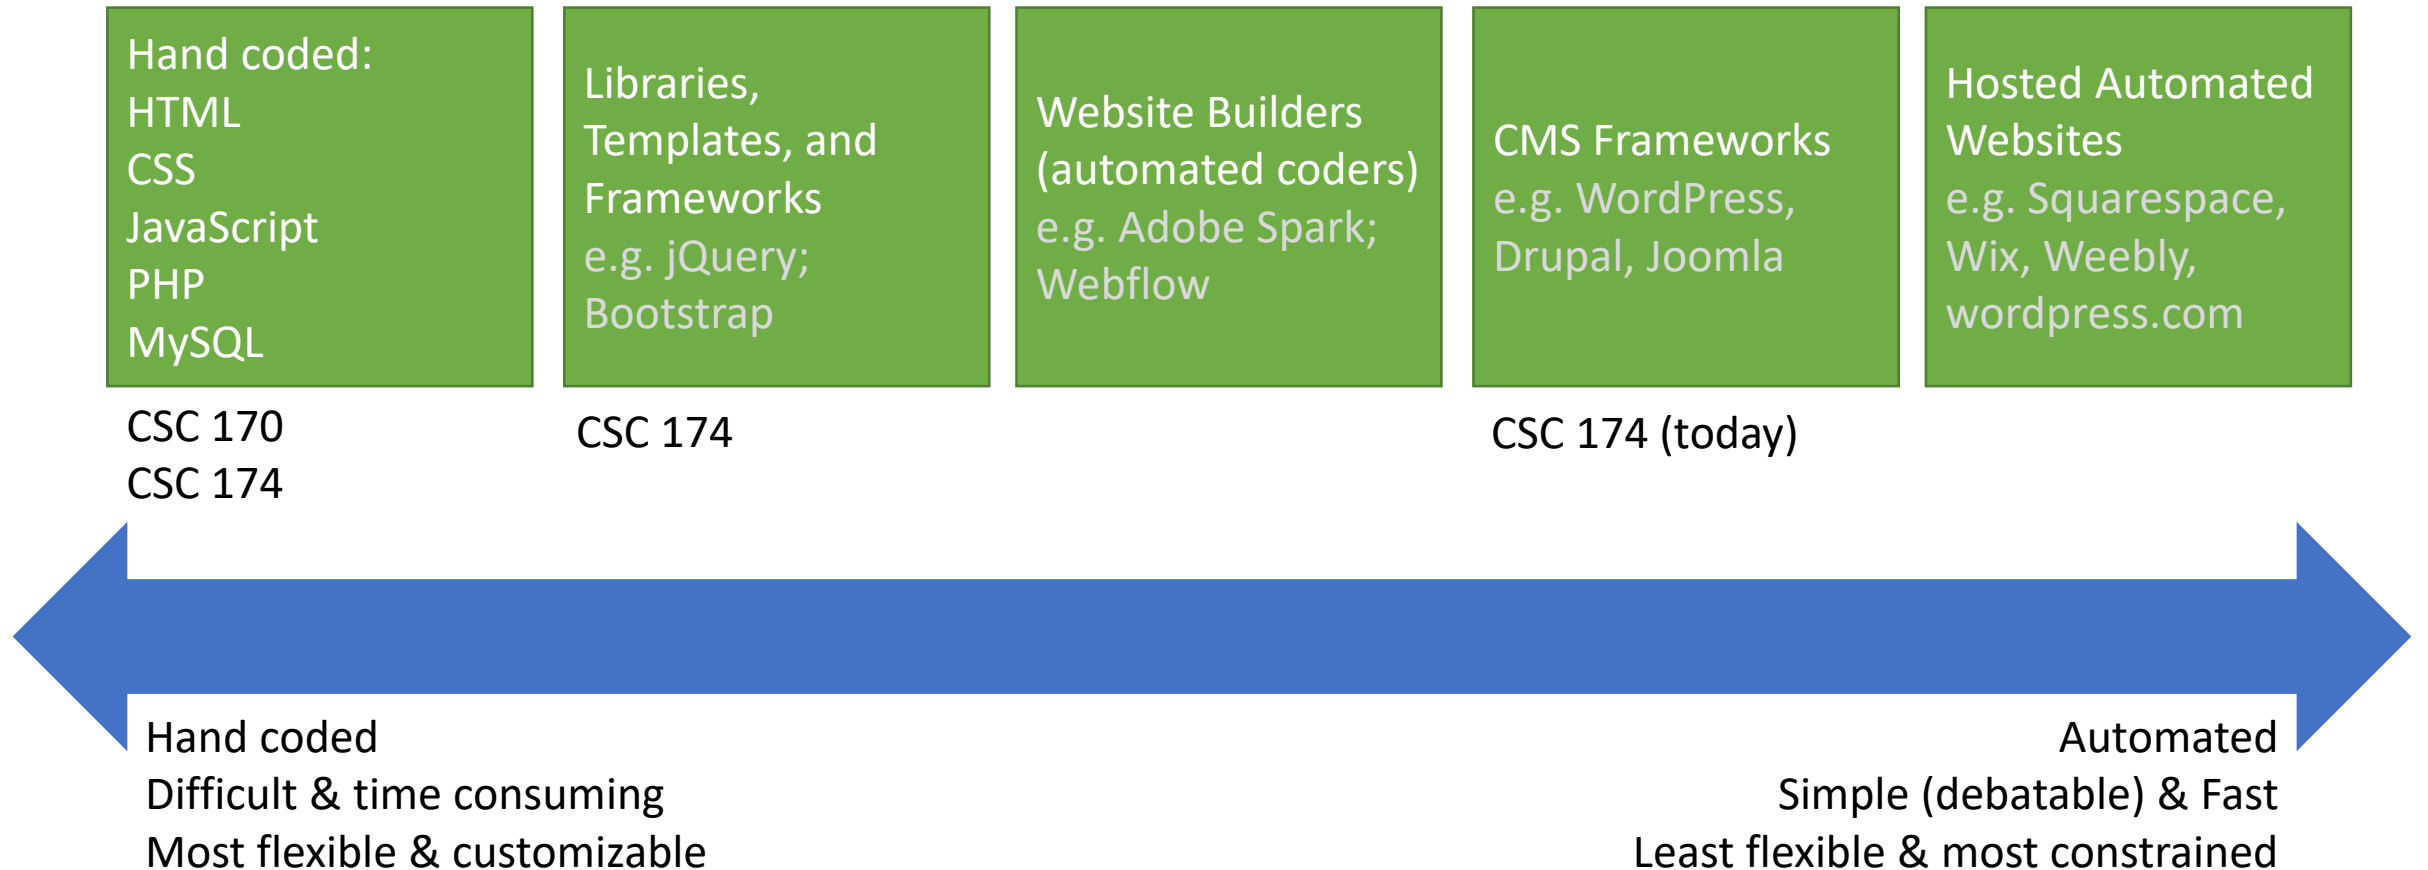 Hand coded:
HTML
CSS
JavaScript
PHP
MySQL
Libraries,
Templates, and
Frameworks
e.g. jQuery;
Bootstrap
Website Builders
(automated coders)
e.g. Adobe Spark;
Webflow
CMS Frameworks
e.g. WordPress,
Drupal, Joomla
Hosted Automated
Websites
e.g. Squarespace,
Wix, Weebly,
wordpress.com
CSC 170
CSC 174
CSC 174
CSC 174 (today)
Hand coded
Difficult & time consuming
Most flexible & customizable
Automated
Simple (debatable) & Fast
Least flexible & most constrained